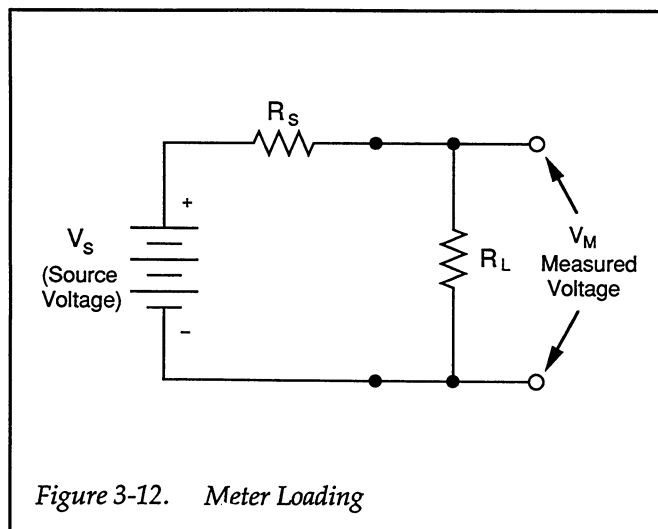 R_S
+
V_S
(Source
Voltage)
–
R_L
V_M
Measured
Voltage
Figure 3-12. Meter Loading